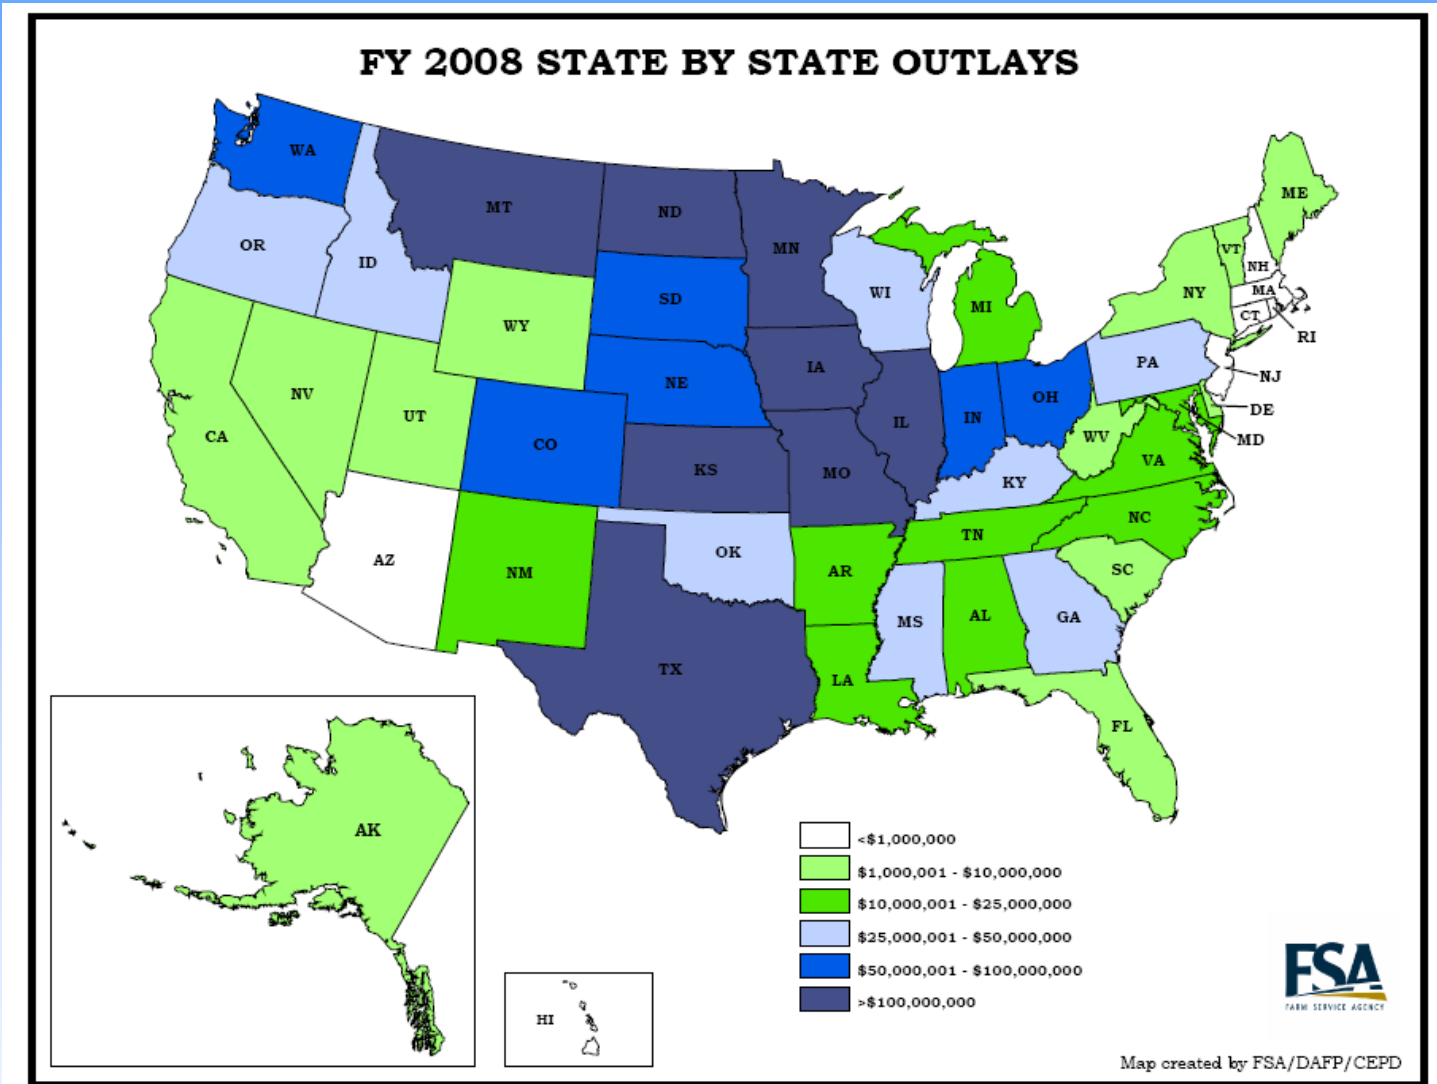 FY 2008 STATE BY STATE OUTLAYS
WA
MT
ND
MN
OR
ID
WY
SD
WI
MI
ME
VT
NH
NY
MA
CT
RI
PA
NJ
DE
MD
NV
UT
CA
CO
NE
IA
IL
IN
OH
WV
VA
KS
MO
KY
NC
TN
AZ
NM
OK
AR
SC
MS
AL
GA
TX
LA
FL
AK
HI
<$1,000,000
$1,000,001 - $10,000,000
$10,000,001 - $25,000,000
$25,000,001 - $50,000,000
$50,000,001 - $100,000,000
>$100,000,000
FSA
FARM SERVICE AGENCY
Map created by FSA/DAFP/CEPD